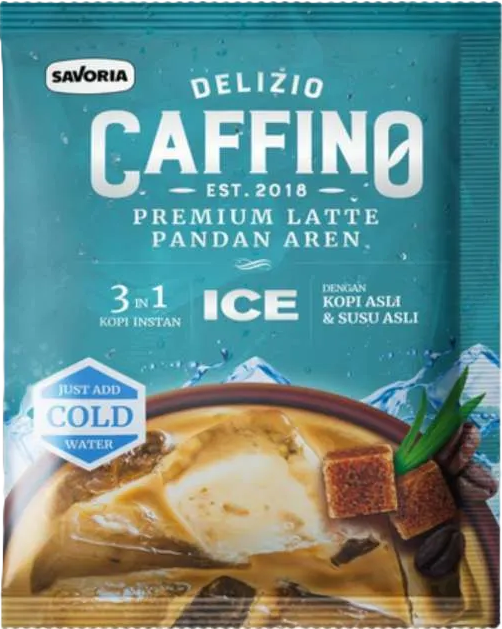 SAVORIA
DELIZIO
CAFFINO
EST. 2018
PREMIUM LATTE
PANDAN AREN
3 IN 1
KOPI INSTAN
ICE
DENGAN
KOPI ASLI
& SUSU ASLI
JUST ADD
COLD
WATER